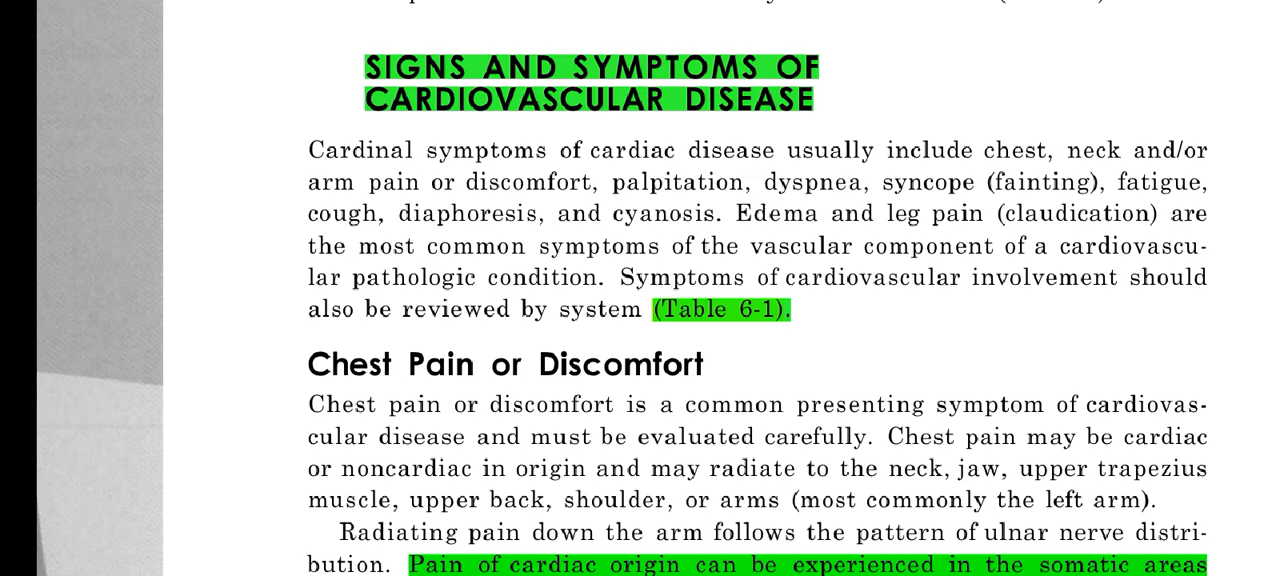 SIGNS AND SYMPTOMS OF
CARDIOVASCULAR DISEASE
Cardinal symptoms of cardiac disease usually include chest, neck and/or
arm pain or discomfort, palpitation, dyspnea, syncope (fainting), fatigue,
cough, diaphoresis, and cyanosis. Edema and leg pain (claudication) are
the most common symptoms of the vascular component of a cardiovascu-
lar pathologic condition. Symptoms of cardiovascular involvement should
also be reviewed by system (Table 6-1).
Chest Pain or Discomfort
Chest pain or discomfort is a common presenting symptom of cardiovas-
cular disease and must be evaluated carefully. Chest pain may be cardiac
or noncardiac in origin and may radiate to the neck, jaw, upper trapezius
muscle, upper back, shoulder, or arms (most commonly the left arm).
Radiating pain down the arm follows the pattern of ulnar nerve distri-
bution. Pain of cardiac origin can be experienced in the somatic areas